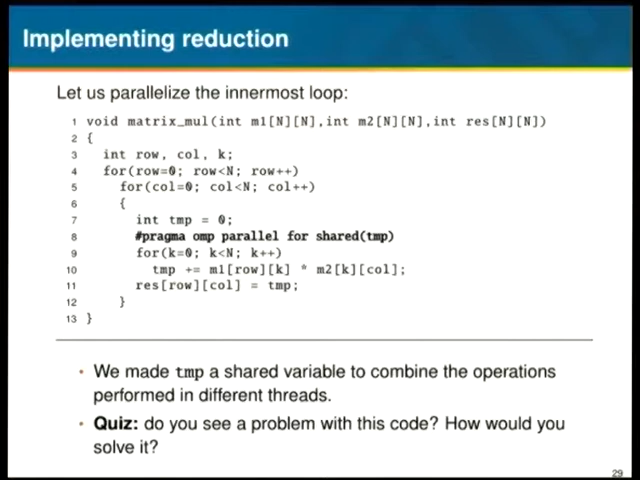 Implementing reduction
Let us parallelize the innermost loop:
1 void matrix_mul(int m1[N][N],int m2[N][N],int res[N][N])
2 {
3 int row, col, k;
4 for(row=0; row<N; row++)
5 for(col=0; col<N; col++)
6 {
7 int tmp = 0;
8 #pragma omp parallel for shared(tmp)
9 for(k=0; k<N; k++)
10 tmp += m1[row][k] * m2[k][col];
11 res[row][col] = tmp;
12 }
13 }
• We made tmp a shared variable to combine the operations
performed in different threads.
• Quiz: do you see a problem with this code? How would you
solve it?
29